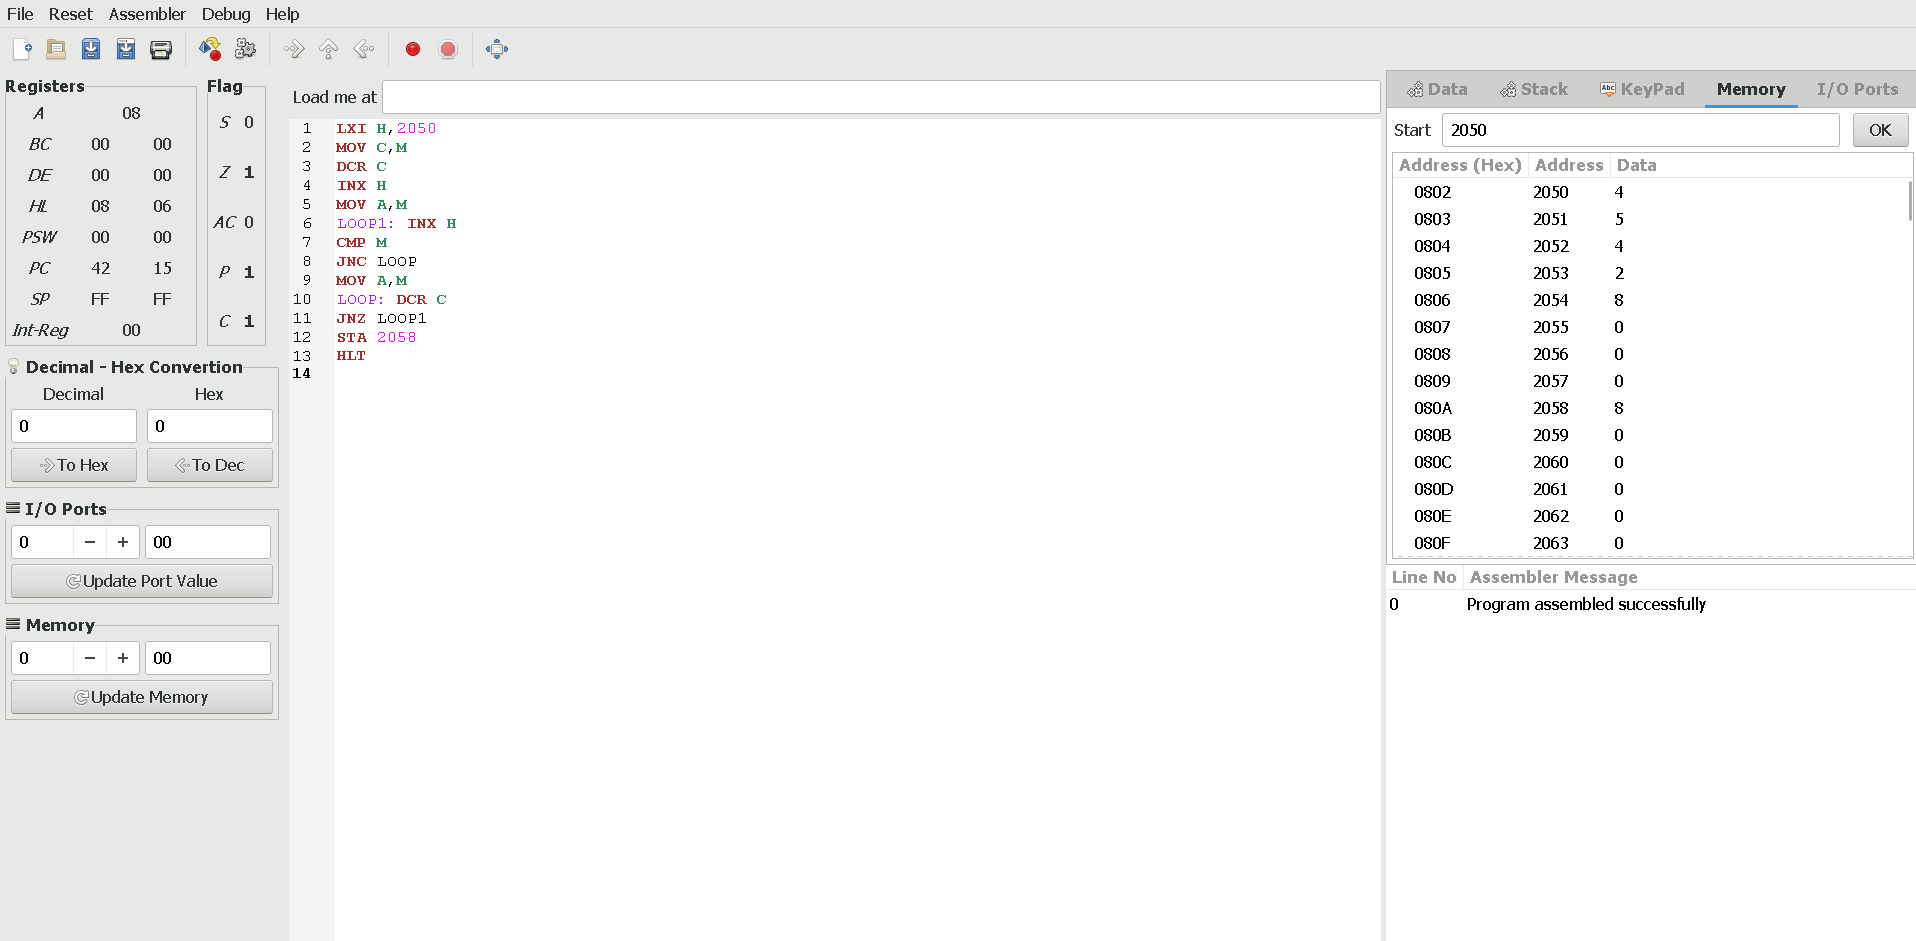 File Reset Assembler Debug Help
Registers
A 08
BC 00 00
DE 00 00
HL 08 06
PSW 00 00
PC 42 15
SP FF FF
Int-Reg 00
Flag
S 0
Z 1
AC 0
P 1
C 1
Decimal - Hex Convertion
Decimal Hex
0 0
To Hex To Dec
I/O Ports
0 − + 00
Update Port Value
Memory
0 − + 00
Update Memory
Load me at
1 LXI H,2050
2 MOV C,M
3 DCR C
4 INX H
5 MOV A,M
6 LOOP1: INX H
7 CMP M
8 JNC LOOP
9 MOV A,M
10 LOOP: DCR C
11 JNZ LOOP1
12 STA 2058
13 HLT
14
Data Stack Abc KeyPad Memory I/O Ports
Start 2050 OK
Address (Hex) Address Data
0802 2050 4
0803 2051 5
0804 2052 4
0805 2053 2
0806 2054 8
0807 2055 0
0808 2056 0
0809 2057 0
080A 2058 8
080B 2059 0
080C 2060 0
080D 2061 0
080E 2062 0
080F 2063 0
Line No Assembler Message
0 Program assembled successfully